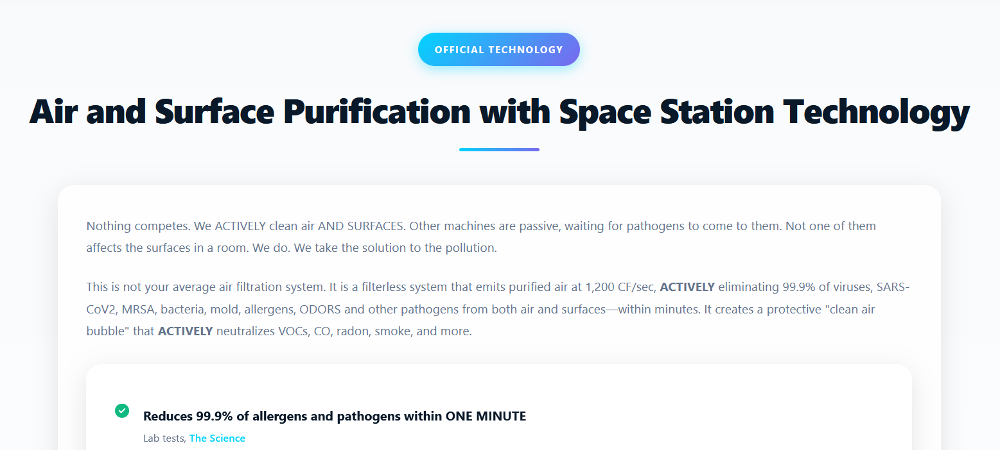 OFFICIAL TECHNOLOGY
Air and Surface Purification with Space Station Technology
Nothing competes. We ACTIVELY clean air AND SURFACES. Other machines are passive, waiting for pathogens to come to them. Not one of them
affects the surfaces in a room. We do. We take the solution to the pollution.
This is not your average air filtration system. It is a filterless system that emits purified air at 1,200 CF/sec, ACTIVELY eliminating 99.9% of viruses, SARS-
CoV2, MRSA, bacteria, mold, allergens, ODORS and other pathogens from both air and surfaces—within minutes. It creates a protective "clean air
bubble" that ACTIVELY neutralizes VOCs, CO, radon, smoke, and more.
Reduces 99.9% of allergens and pathogens within ONE MINUTE
Lab tests, The Science